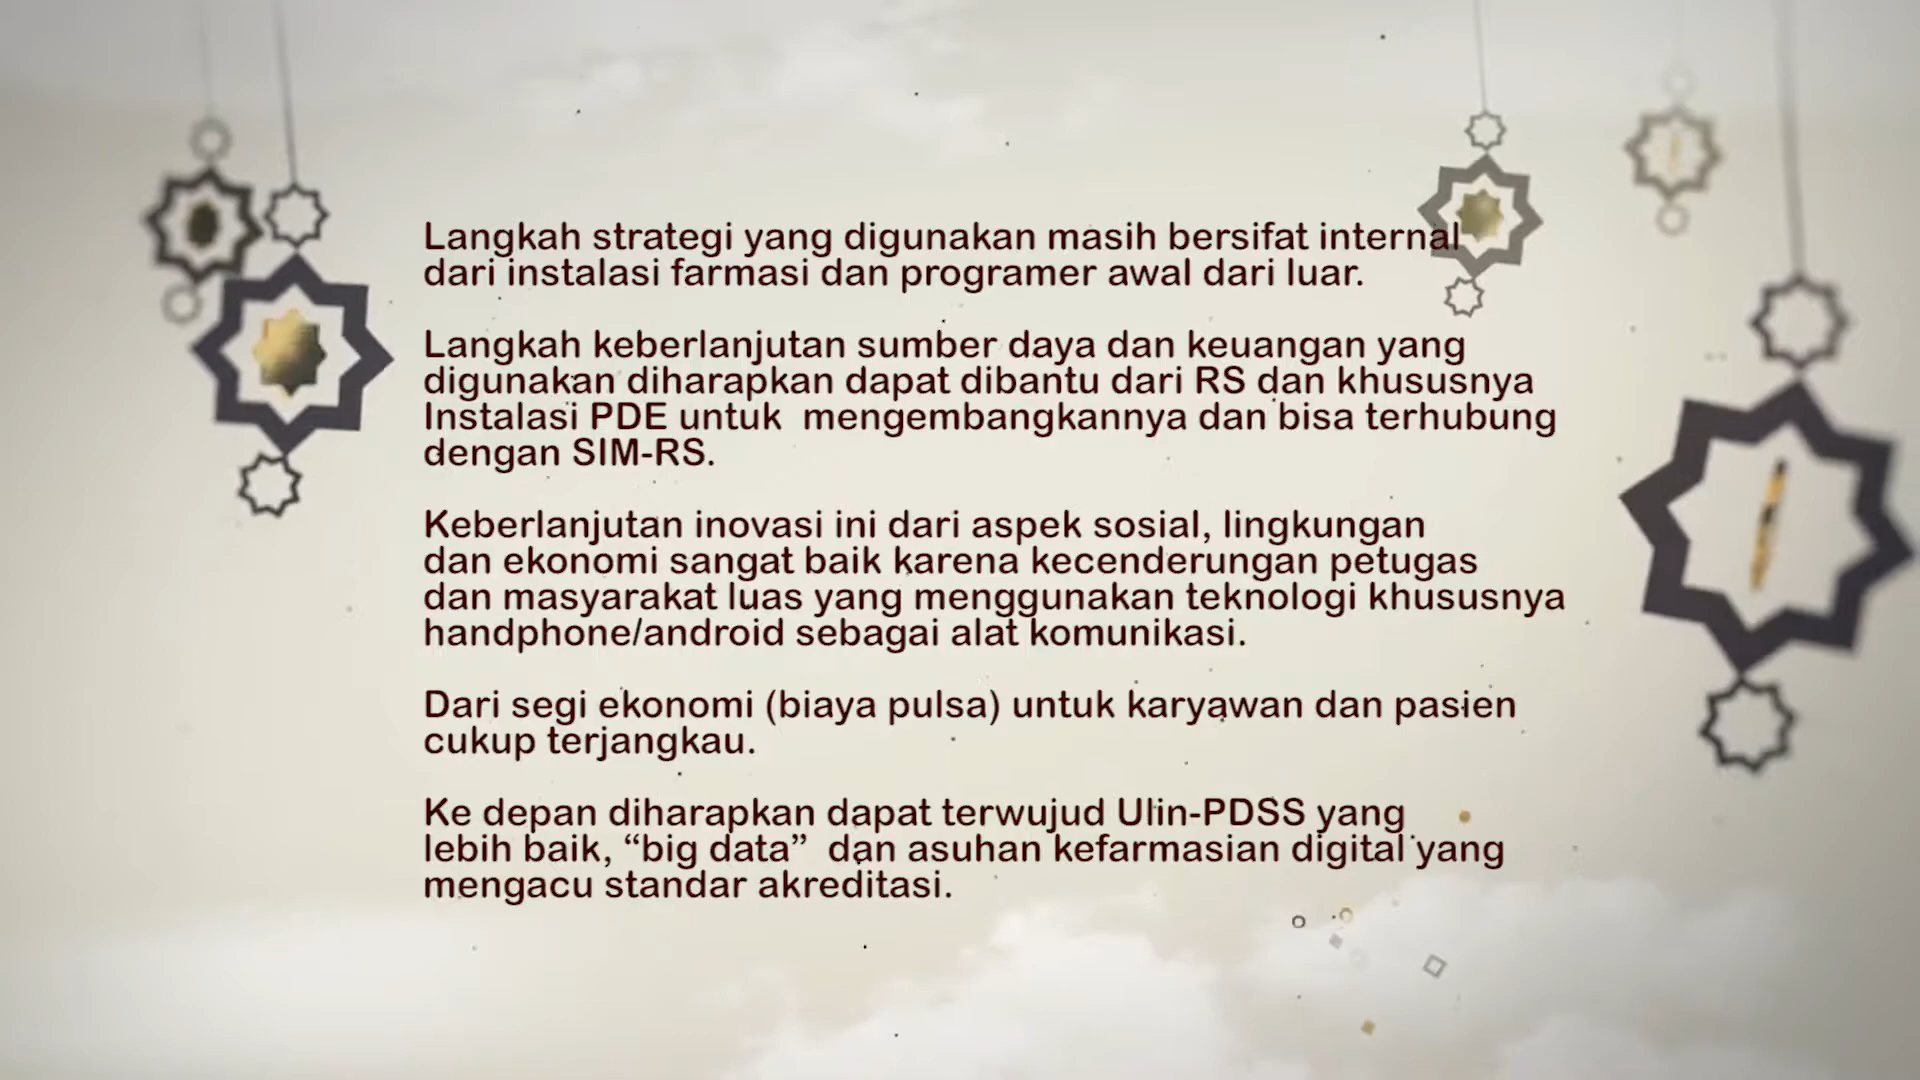 Langkah strategi yang digunakan masih bersifat internal
dari instalasi farmasi dan programer awal dari luar.
Langkah keberlanjutan sumber daya dan keuangan yang
digunakan diharapkan dapat dibantu dari RS dan khususnya
Instalasi PDE untuk  mengembangkannya dan bisa terhubung
dengan SIM-RS.
Keberlanjutan inovasi ini dari aspek sosial, lingkungan
dan ekonomi sangat baik karena kecenderungan petugas
dan masyarakat luas yang menggunakan teknologi khususnya
handphone/android sebagai alat komunikasi.
Dari segi ekonomi (biaya pulsa) untuk karyawan dan pasien
cukup terjangkau.
Ke depan diharapkan dapat terwujud Ulin-PDSS yang
lebih baik, “big data”  dan asuhan kefarmasian digital yang
mengacu standar akreditasi.